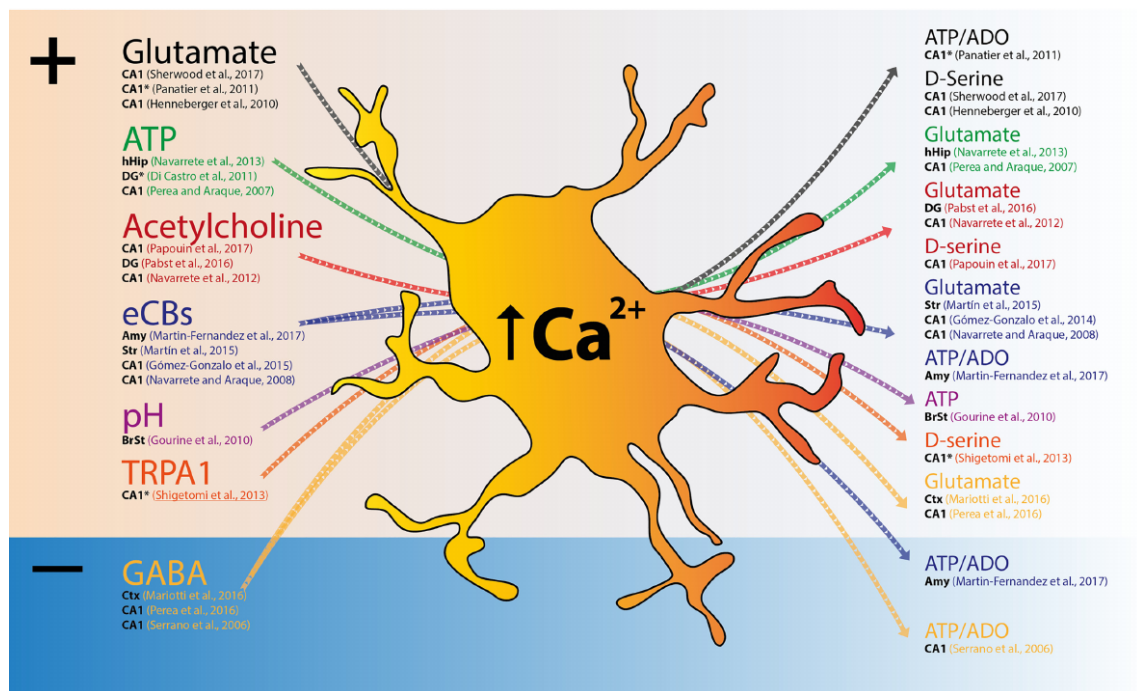 +
Glutamate
CA1 (Sherwood et al., 2017)
CA1* (Panatier et al., 2011)
CA1 (Henneberger et al., 2010)
ATP
hHip (Navarrete et al., 2013)
DG* (Di Castro et al., 2011)
CA1 (Perea and Araque, 2007)
Acetylcholine
CA1 (Papouin et al., 2017)
DG (Pabst et al., 2016)
CA1 (Navarrete et al., 2012)
eCBs
Amy (Martin-Fernandez et al., 2017)
Str (Martín et al., 2015)
CA1 (Gómez-Gonzalo et al., 2015)
CA1 (Navarrete and Araque, 2008)
pH
BrSt (Gourine et al., 2010)
TRPA1
CA1* (Shigetomi et al., 2013)
−
GABA
Ctx (Mariotti et al., 2016)
CA1 (Perea et al., 2016)
CA1 (Serrano et al., 2006)
↑Ca2+
ATP/ADO
CA1* (Panatier et al., 2011)
D-Serine
CA1 (Sherwood et al., 2017)
CA1 (Henneberger et al., 2010)
Glutamate
hHip (Navarrete et al., 2013)
CA1 (Perea and Araque, 2007)
Glutamate
DG (Pabst et al., 2016)
CA1 (Navarrete et al., 2012)
D-serine
CA1 (Papouin et al., 2017)
Glutamate
Str (Martín et al., 2015)
CA1 (Gómez-Gonzalo et al., 2014)
CA1 (Navarrete and Araque, 2008)
ATP/ADO
Amy (Martin-Fernandez et al., 2017)
ATP
BrSt (Gourine et al., 2010)
D-serine
CA1* (Shigetomi et al., 2013)
Glutamate
Ctx (Mariotti et al., 2016)
CA1 (Perea et al., 2016)
ATP/ADO
Amy (Martin-Fernandez et al., 2017)
ATP/ADO
CA1 (Serrano et al., 2006)